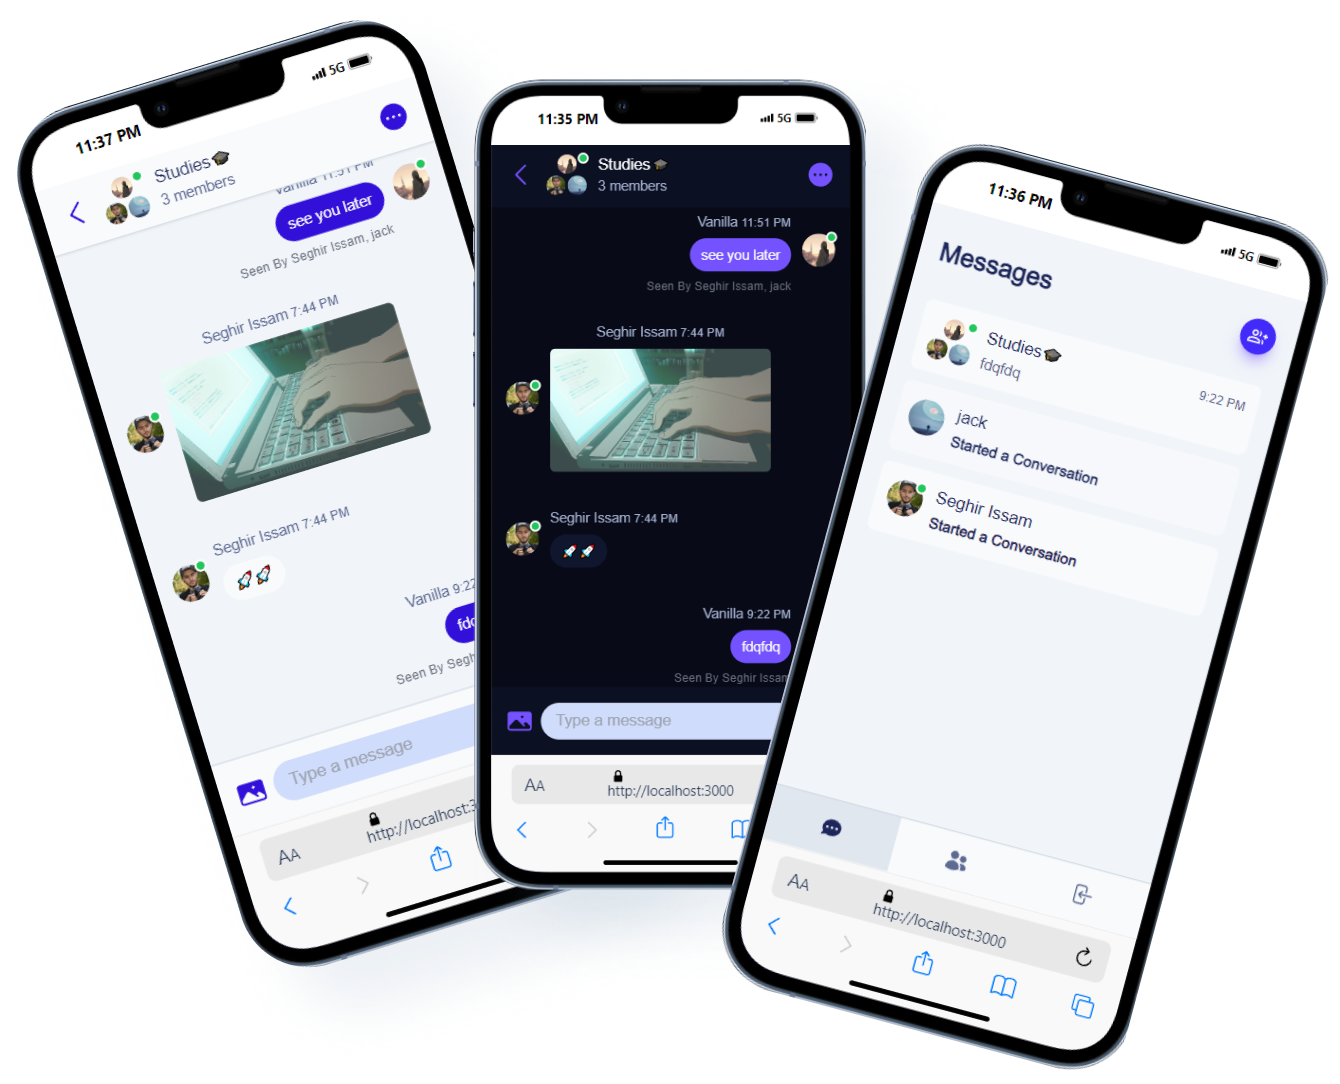 11:37 PM
5G
Studies🎓
3 members
Vanilla 11:51 PM
see you later
Seen By Seghir Issam, jack
Seghir Issam 7:44 PM
Seghir Issam 7:44 PM
🚀🚀
Vanilla 9:22
fdq
Seen By Segh
Type a message
AA
http://localhost:3
11:35 PM
5G
Studies🎓
3 members
Vanilla 11:51 PM
see you later
Seen By Seghir Issam, jack
Seghir Issam 7:44 PM
Seghir Issam 7:44 PM
🚀🚀
Vanilla 9:22 PM
fdqfdq
Seen By Seghir Issam
Type a message
AA
http://localhost:3000
11:36 PM
5G
Messages
Studies🎓
fdqfdq
9:22 PM
jack
Started a Conversation
Seghir Issam
Started a Conversation
AA
http://localhost:3000